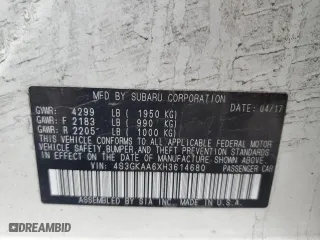 MFD BY SUBARU CORPORATION
GVWR: 4299 LB ( 1950 KG) DATE: 04/17
GAWR: F 2183 LB ( 990 KG)
GAWR: R 2205 LB ( 1000 KG)
THIS VEHICLE CONFORMS TO ALL APPLICABLE FEDERAL
MOTOR VEHICLE SAFETY, BUMPER, AND THEFT PREVENTION
STANDARDS IN EFFECT ON THE DATE OF MANUFACTURE SHOWN ABOVE.
VIN: 4S3GKAA6XH3614680 PASSENGER CAR
ASSEMBLED BY SIA INC. IN U.S.A.
AUTOBIDMASTER